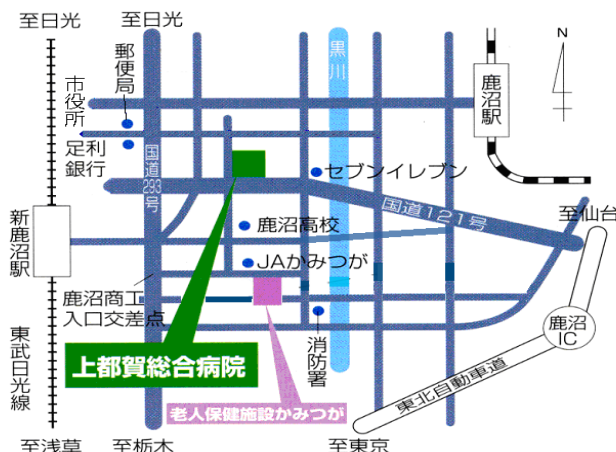 至日光
至日光
郵便局
市役所
足利
銀行
国道
293
号
黒川
鹿沼駅
N
セブンイレブン
国道121号
至仙台
新鹿沼駅
鹿沼高校
JAかみつが
鹿沼商工
入口交差点
消防署
鹿沼
IC
東武日光線
上都賀総合病院
老人保健施設かみつが
東北自動車道
至浅草
至栃木
至東京